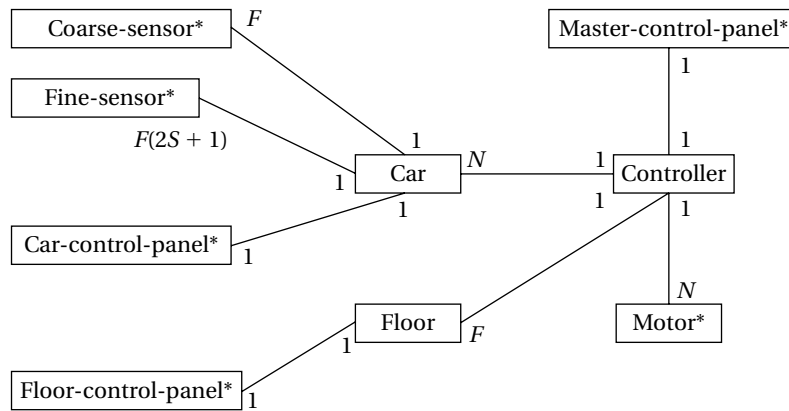 Coarse-sensor*
F
Master-control-panel*
1
Fine-sensor*
F(2S + 1)
1
1
Car
N
1
1
Controller
1
1
1
Car-control-panel*
1
N
Floor
F
Motor*
1
Floor-control-panel*
1